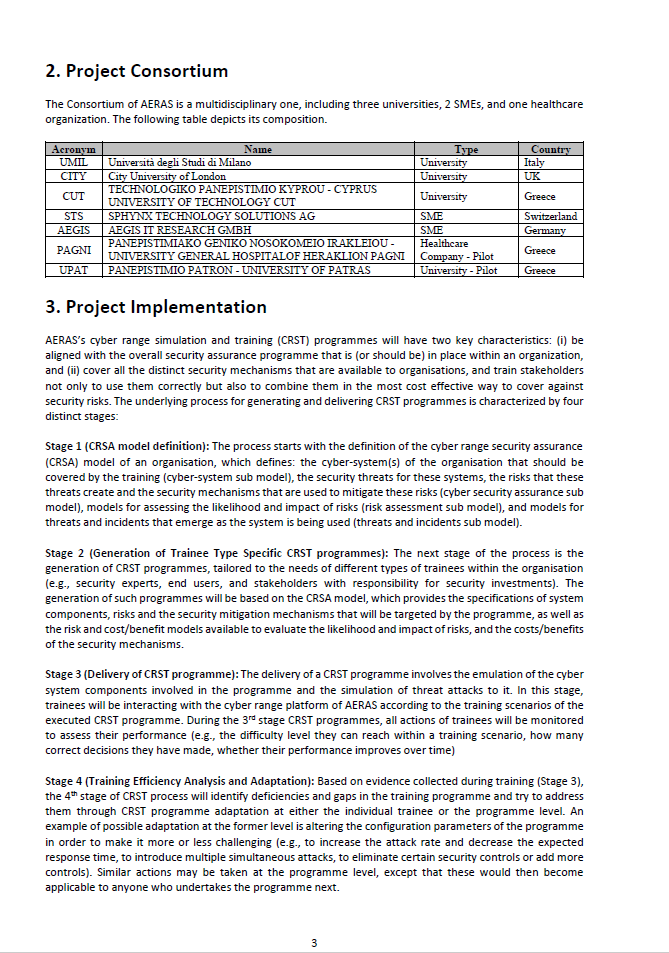 2. Project Consortium
The Consortium of AERAS is a multidisciplinary one, including three universities, 2 SMEs, and one healthcare
organization. The following table depicts its composition.
Acronym Name Type Country
UMIL Università degli Studi di Milano University Italy
CITY City University of London University UK
CUT TECHNOLOGIKO PANEPISTIMIO KYPROU - CYPRUS
UNIVERSITY OF TECHNOLOGY CUT University Greece
STS SPHYNX TECHNOLOGY SOLUTIONS AG SME Switzerland
AEGIS AEGIS IT RESEARCH GMBH SME Germany
PAGNI PANEPISTIMIAKO GENIKO NOSOKOMEIO IRAKLEIOU - Healthcare
UNIVERSITY GENERAL HOSPITALOF HERAKLION PAGNI Company - Pilot Greece
UPAT PANEPISTIMIO PATRON - UNIVERSITY OF PATRAS University - Pilot Greece
3. Project Implementation
AERAS's cyber range simulation and training (CRST) programmes will have two key characteristics: (i) be
aligned with the overall security assurance programme that is (or should be) in place within an organization,
and (ii) cover all the distinct security mechanisms that are available to organisations, and train stakeholders
not only to use them correctly but also to combine them in the most cost effective way to cover against
security risks. The underlying process for generating and delivering CRST programmes is characterized by four
distinct stages:
Stage 1 (CRSA model definition): The process starts with the definition of the cyber range security assurance
(CRSA) model of an organisation, which defines: the cyber-system(s) of the organisation that should be
covered by the training (cyber-system sub model), the security threats for these systems, the risks that these
threats create and the security mechanisms that are used to mitigate these risks (cyber security assurance sub
model), models for assessing the likelihood and impact of risks (risk assessment sub model), and models for
threats and incidents that emerge as the system is being used (threats and incidents sub model).
Stage 2 (Generation of Trainee Type Specific CRST programmes): The next stage of the process is the
generation of CRST programmes, tailored to the needs of different types of trainees within the organisation
(e.g., security experts, end users, and stakeholders with responsibility for security investments). The
generation of such programmes will be based on the CRSA model, which provides the specifications of system
components, risks and the security mitigation mechanisms that will be targeted by the programme, as well as
the risk and cost/benefit models available to evaluate the likelihood and impact of risks, and the costs/benefits
of the security mechanisms.
Stage 3 (Delivery of CRST programme): The delivery of a CRST programme involves the emulation of the cyber
system components involved in the programme and the simulation of threat attacks to it. In this stage,
trainees will be interacting with the cyber range platform of AERAS according to the training scenarios of the
executed CRST programme. During the 3rd stage CRST programmes, all actions of trainees will be monitored
to assess their performance (e.g., the difficulty level they can reach within a training scenario, how many
correct decisions they have made, whether their performance improves over time)
Stage 4 (Training Efficiency Analysis and Adaptation): Based on evidence collected during training (Stage 3),
the 4th stage of CRST process will identify deficiencies and gaps in the training programme and try to address
them through CRST programme adaptation at either the individual trainee or the programme level. An
example of possible adaptation at the former level is altering the configuration parameters of the programme
in order to make it more or less challenging (e.g., to increase the attack rate and decrease the expected
response time, to introduce multiple simultaneous attacks, to eliminate certain security controls or add more
controls). Similar actions may be taken at the programme level, except that these would then become
applicable to anyone who undertakes the programme next.
3